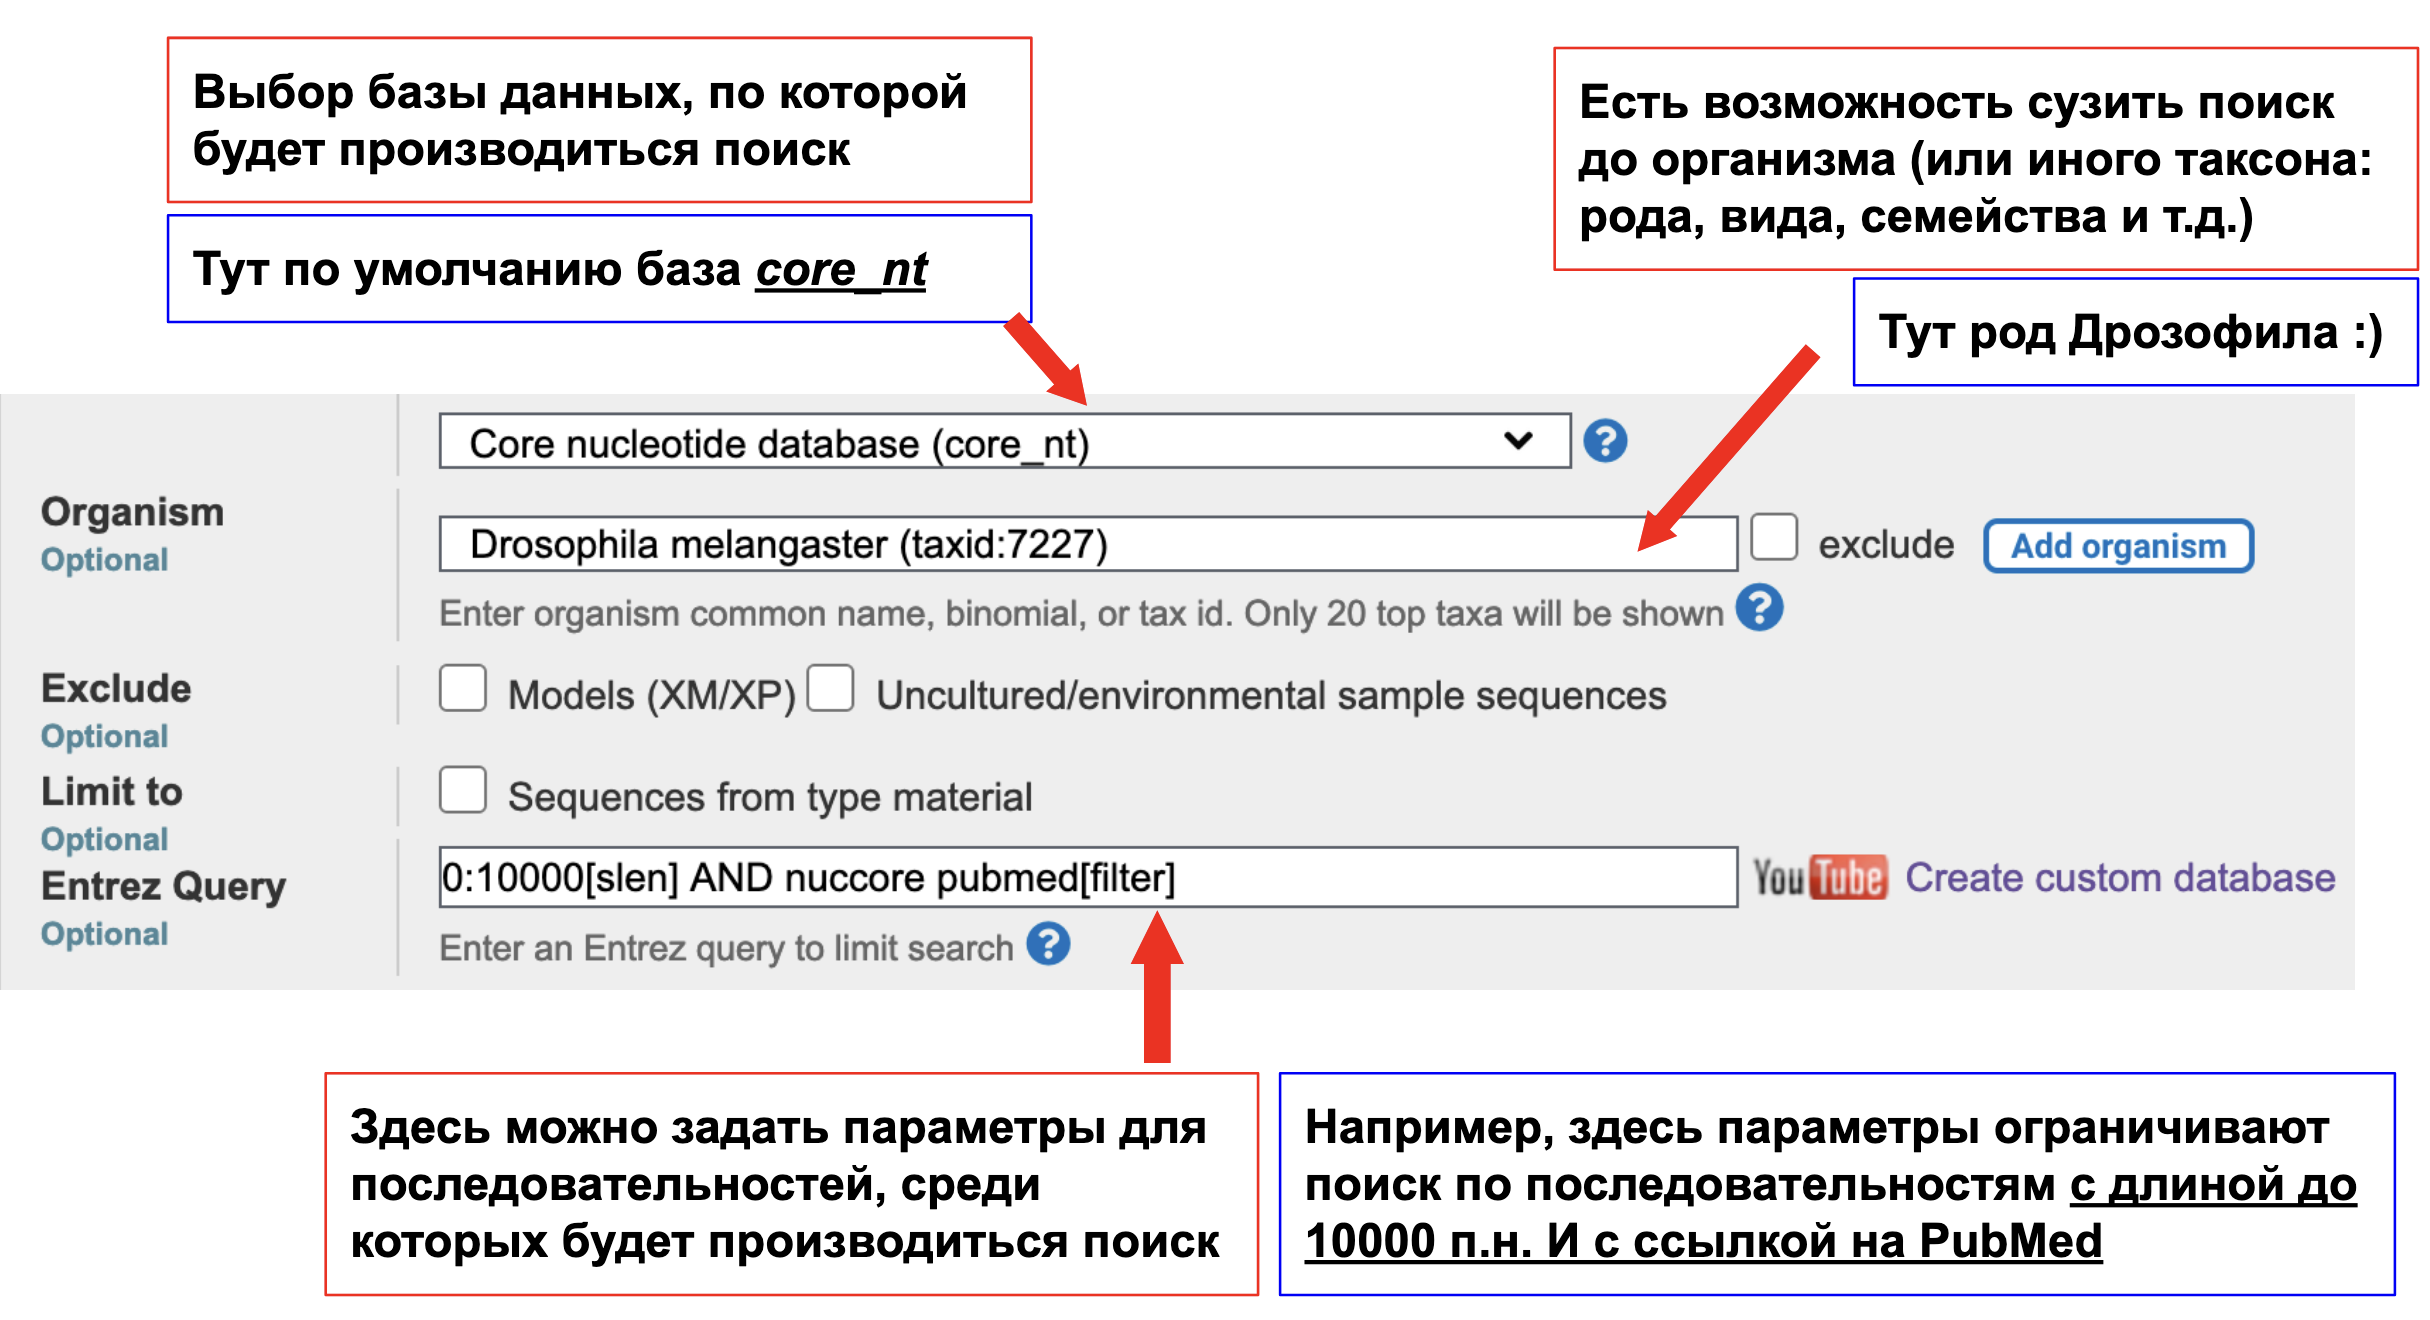 Выбор базы данных, по которой
будет производиться поиск
Тут по умолчанию база core_nt
Есть возможность сузить поиск
до организма (или иного таксона:
рода, вида, семейства и т.д.)
Тут род Дрозофила :)
Core nucleotide database (core_nt)
?
Organism
Optional
Drosophila melangaster (taxid:7227)
exclude
Add organism
Enter organism common name, binomial, or tax id. Only 20 top taxa will be shown ?
Exclude
Optional
Models (XM/XP) Uncultured/environmental sample sequences
Limit to
Optional
Sequences from type material
Entrez Query
Optional
0:10000[slen] AND nuccore pubmed[filter]
YouTube Create custom database
Enter an Entrez query to limit search ?
Здесь можно задать параметры для
последовательностей, среди
которых будет производиться поиск
Например, здесь параметры ограничивают
поиск по последовательностям с длиной до
10000 п.н. И с ссылкой на PubMed